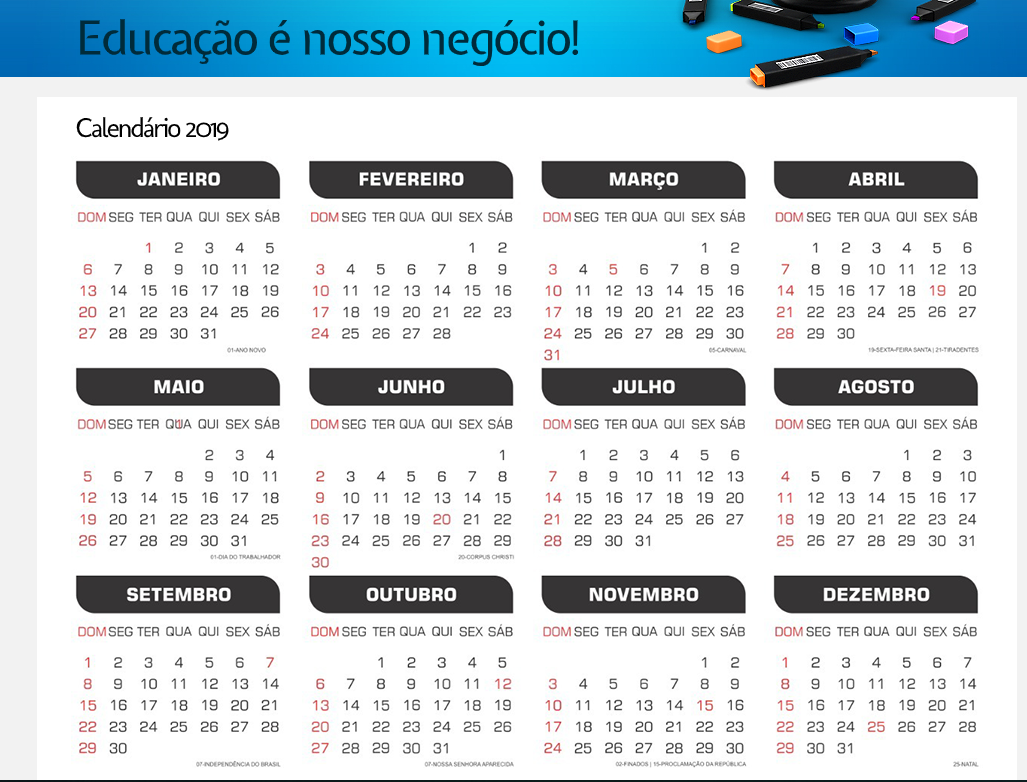 Educação é nosso negócio!
Calendário 2019
JANEIRO
DOM SEG TER QUA QUI SEX SÁB
1 2 3 4 5
6 7 8 9 10 11 12
13 14 15 16 17 18 19
20 21 22 23 24 25 26
27 28 29 30 31
01-ANO NOVO
FEVEREIRO
DOM SEG TER QUA QUI SEX SÁB
1 2
3 4 5 6 7 8 9
10 11 12 13 14 15 16
17 18 19 20 21 22 23
24 25 26 27 28
MARÇO
DOM SEG TER QUA QUI SEX SÁB
1 2
3 4 5 6 7 8 9
10 11 12 13 14 15 16
17 18 19 20 21 22 23
24 25 26 27 28 29 30
31
05-CARNAVAL
ABRIL
DOM SEG TER QUA QUI SEX SÁB
1 2 3 4 5 6
7 8 9 10 11 12 13
14 15 16 17 18 19 20
21 22 23 24 25 26 27
28 29 30
19-SEXTA-FEIRA SANTA | 21-TIRADENTES
MAIO
DOM SEG TER QUA QUI SEX SÁB
1
2 3 4
5 6 7 8 9 10 11
12 13 14 15 16 17 18
19 20 21 22 23 24 25
26 27 28 29 30 31
01-DIA DO TRABALHADOR
JUNHO
DOM SEG TER QUA QUI SEX SÁB
1
2 3 4 5 6 7 8
9 10 11 12 13 14 15
16 17 18 19 20 21 22
23 24 25 26 27 28 29
30
20-CORPUS CHRISTI
JULHO
DOM SEG TER QUA QUI SEX SÁB
1 2 3 4 5 6
7 8 9 10 11 12 13
14 15 16 17 18 19 20
21 22 23 24 25 26 27
28 29 30 31
AGOSTO
DOM SEG TER QUA QUI SEX SÁB
1 2 3
4 5 6 7 8 9 10
11 12 13 14 15 16 17
18 19 20 21 22 23 24
25 26 27 28 29 30 31
SETEMBRO
DOM SEG TER QUA QUI SEX SÁB
1 2 3 4 5 6 7
8 9 10 11 12 13 14
15 16 17 18 19 20 21
22 23 24 25 26 27 28
29 30
07-INDEPENDÊNCIA DO BRASIL
OUTUBRO
DOM SEG TER QUA QUI SEX SÁB
1 2 3 4 5
6 7 8 9 10 11 12
13 14 15 16 17 18 19
20 21 22 23 24 25 26
27 28 29 30 31
07-NOSSA SENHORA APARECIDA
NOVEMBRO
DOM SEG TER QUA QUI SEX SÁB
1 2
3 4 5 6 7 8 9
10 11 12 13 14 15 16
17 18 19 20 21 22 23
24 25 26 27 28 29 30
02-FINADOS | 15-PROCLAMAÇÃO DA REPÚBLICA
DEZEMBRO
DOM SEG TER QUA QUI SEX SÁB
1 2 3 4 5 6 7
8 9 10 11 12 13 14
15 16 17 18 19 20 21
22 23 24 25 26 27 28
29 30 31
25-NATAL